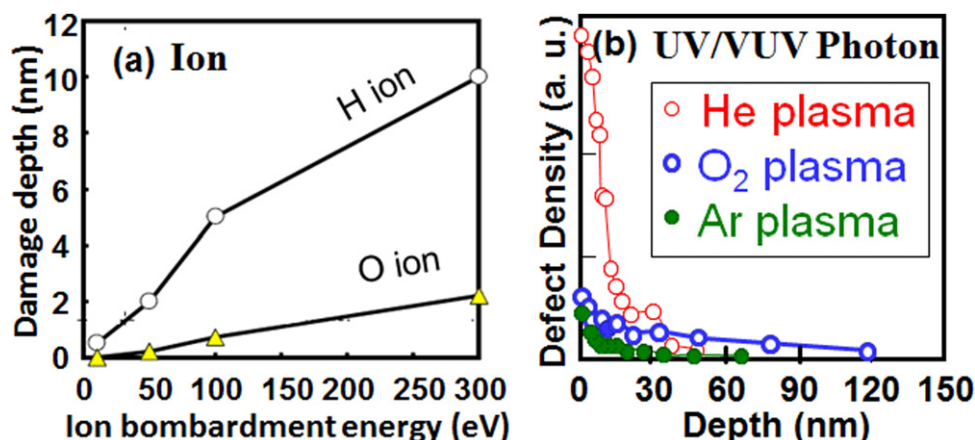 (a) Ion
Damage depth (nm)
12
10
8
6
4
2
0
H ion
O ion
0 50 100 150 200 250 300
Ion bombardment energy (eV)
(b) UV/VUV Photon
Defect Density (a. u.)
He plasma
O₂ plasma
Ar plasma
0 30 60 90 120 150
Depth (nm)